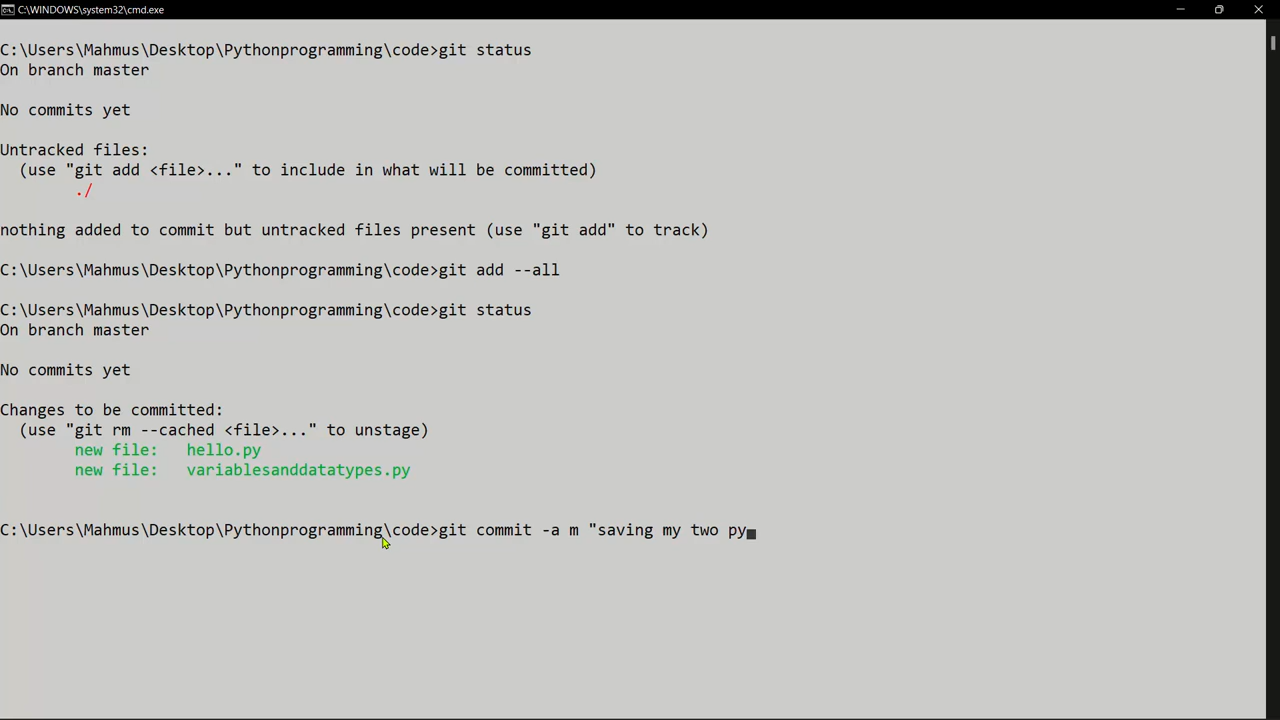 C:\WINDOWS\system32\cmd.exe
C:\Users\Mahmus\Desktop\Pythonprogramming\code>git status
On branch master
No commits yet
Untracked files:
  (use "git add <file>..." to include in what will be committed)
        ./
nothing added to commit but untracked files present (use "git add" to track)
C:\Users\Mahmus\Desktop\Pythonprogramming\code>git add --all
C:\Users\Mahmus\Desktop\Pythonprogramming\code>git status
On branch master
No commits yet
Changes to be committed:
  (use "git rm --cached <file>..." to unstage)
        new file:   hello.py
        new file:   variablesanddatatypes.py
C:\Users\Mahmus\Desktop\Pythonprogramming\code>git commit -a m "saving my two py